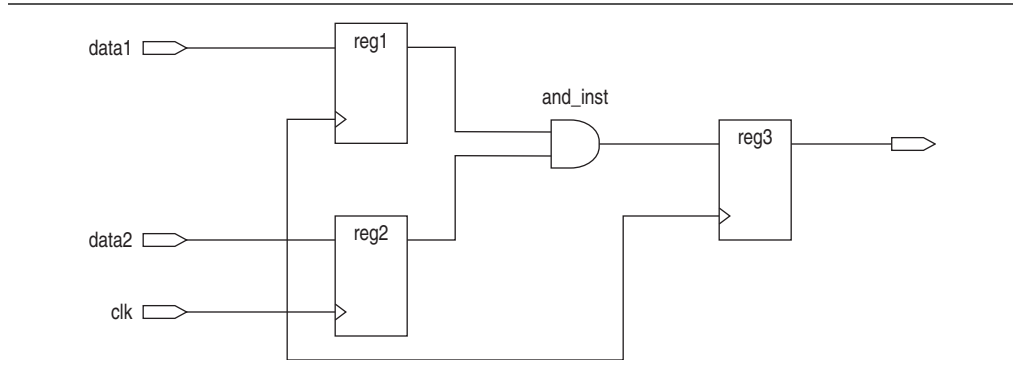 data1
reg1
and_inst
reg3
data2
reg2
clk